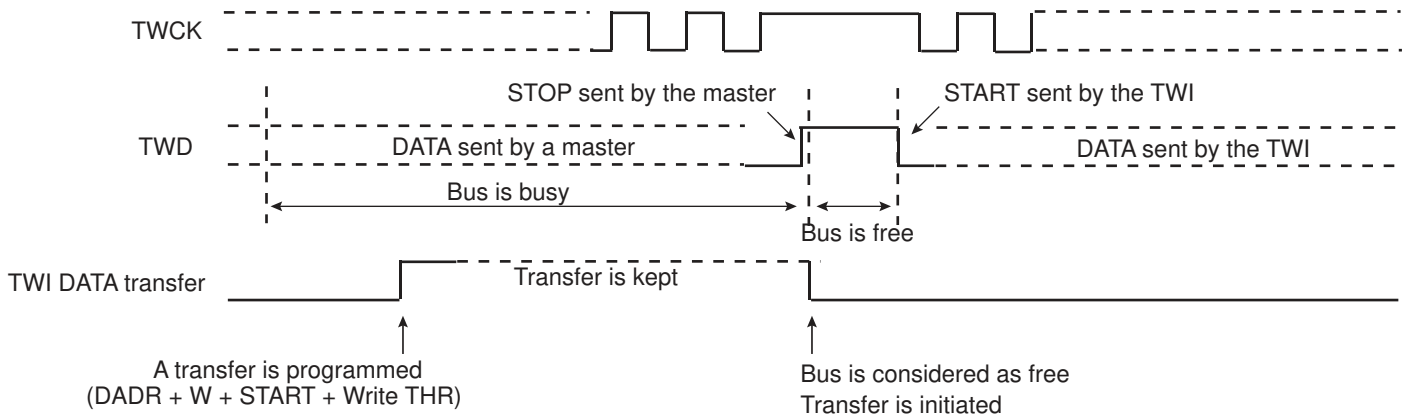 TWCK
STOP sent by the master
START sent by the TWI
TWD
DATA sent by a master
DATA sent by the TWI
Bus is busy
Bus is free
TWI DATA transfer
Transfer is kept
A transfer is programmed
(DADR + W + START + Write THR)
Bus is considered as free
Transfer is initiated